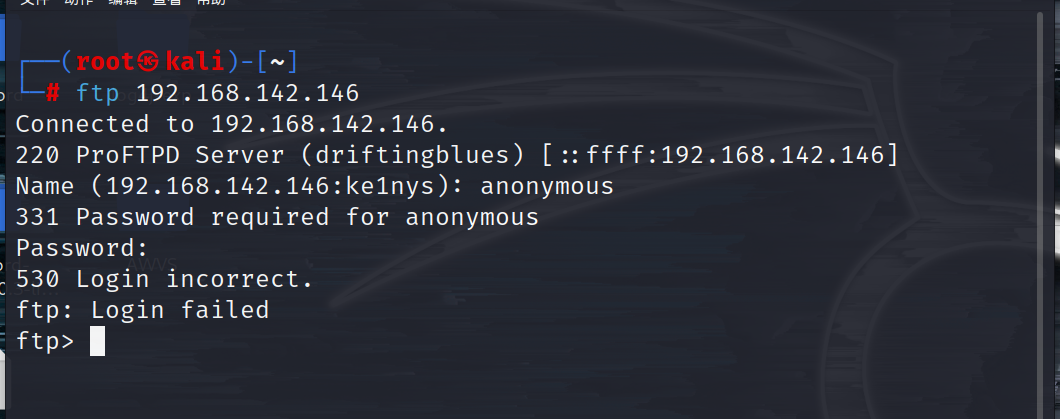 文件 动作 编辑 查看 帮助
┌──(root㉿kali)-[~]
└─# ftp 192.168.142.146
Connected to 192.168.142.146.
220 ProFTPD Server (driftingblues) [::ffff:192.168.142.146]
Name (192.168.142.146:ke1nys): anonymous
331 Password required for anonymous
Password:
530 Login incorrect.
ftp: Login failed
ftp>